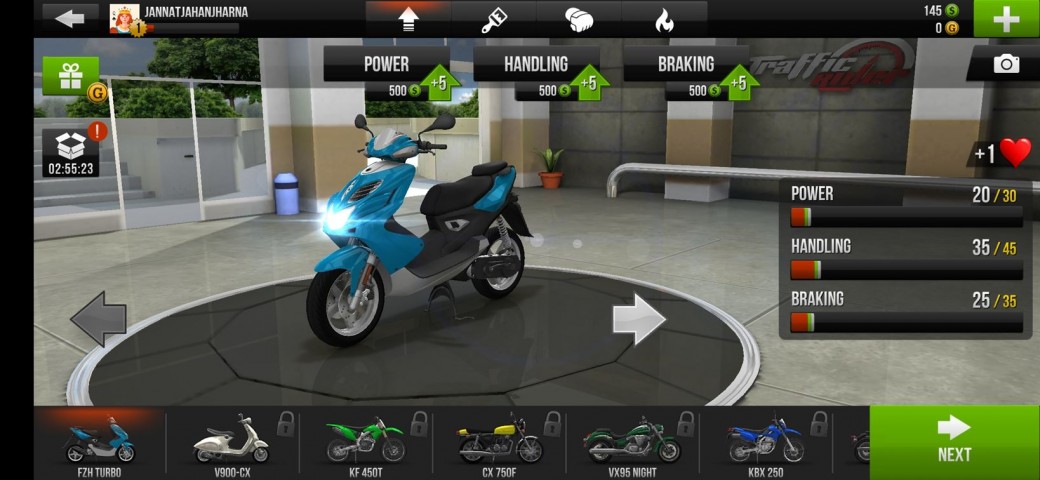 JANNATJAHANJHARNA
1
145 S
0 G
POWER
500 S
+5
HANDLING
500 S
+5
BRAKING
500 S
+5
Traffic
Rider
G
!
02:55:23
+1
POWER 20/30
HANDLING 35/45
BRAKING 25/35
FZH TURBO
V900-CX
KF 450T
CX 750F
VX95 NIGHT
KBX 250
NEXT